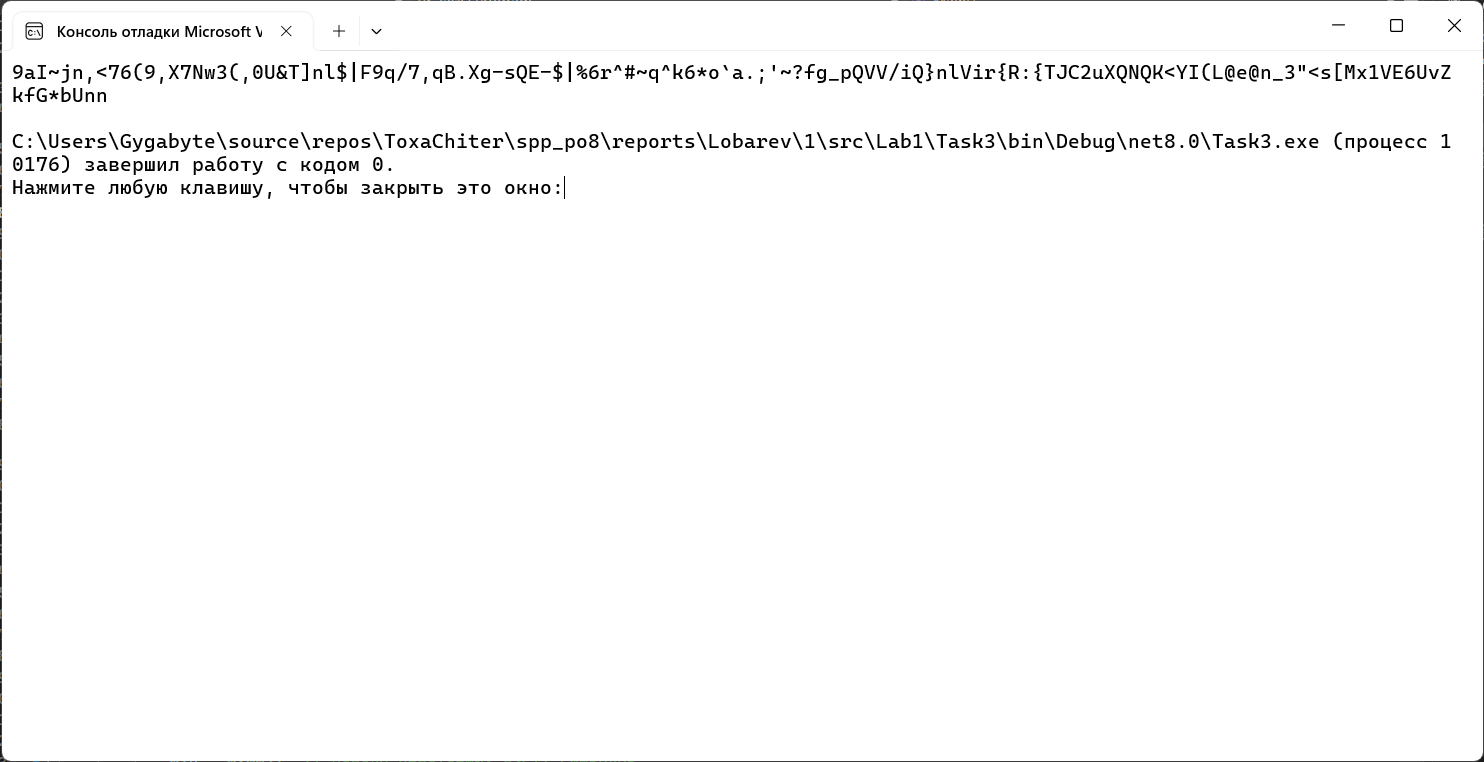 Консоль отладки Microsoft V
9aI~jn,<76(9,X7Nw3(,0U&T]nl$|F9q/7,qB.Xg-sQE-$|%6r^#~q^k6*o`a.;'~?fg_pQVV/iQ}nlVir{R:{TJC2uXQNQK<YI(L@e@n_3"<s[Mx1VE6UvZ
kfG*bUnn
C:\Users\Gygabyte\source\repos\ToxaChiter\spp_po8\reports\Lobarev\1\src\Lab1\Task3\bin\Debug\net8.0\Task3.exe (процесс 1
0176) завершил работу с кодом 0.
Нажмите любую клавишу, чтобы закрыть это окно: